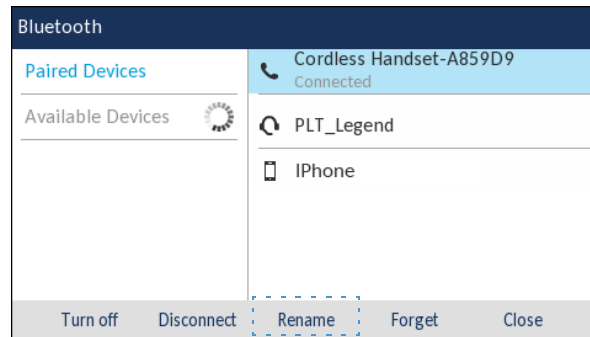 Bluetooth
Paired Devices
Available Devices
Cordless Handset-A859D9
Connected
PLT_Legend
IPhone
Turn off Disconnect Rename Forget Close